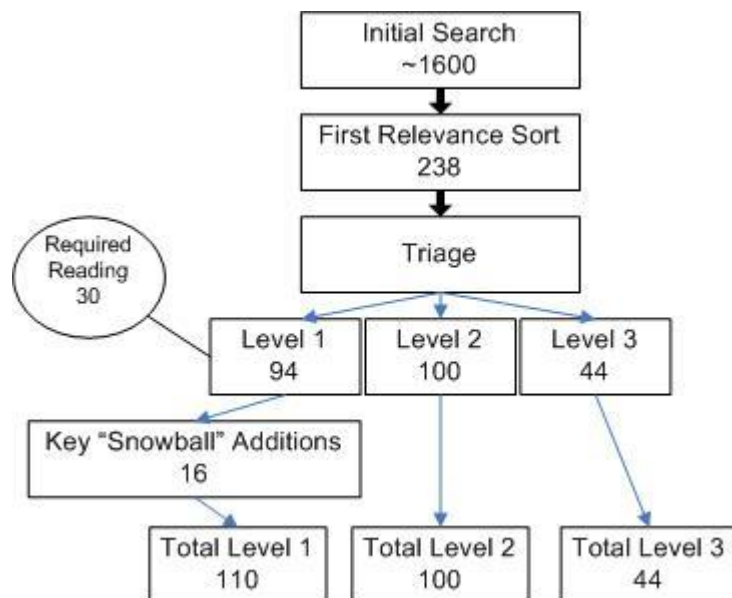 Initial Search
~1600
First Relevance Sort
238
Triage
Required
Reading
30
Level 1
94
Level 2
100
Level 3
44
Key “Snowball” Additions
16
Total Level 1
110
Total Level 2
100
Total Level 3
44